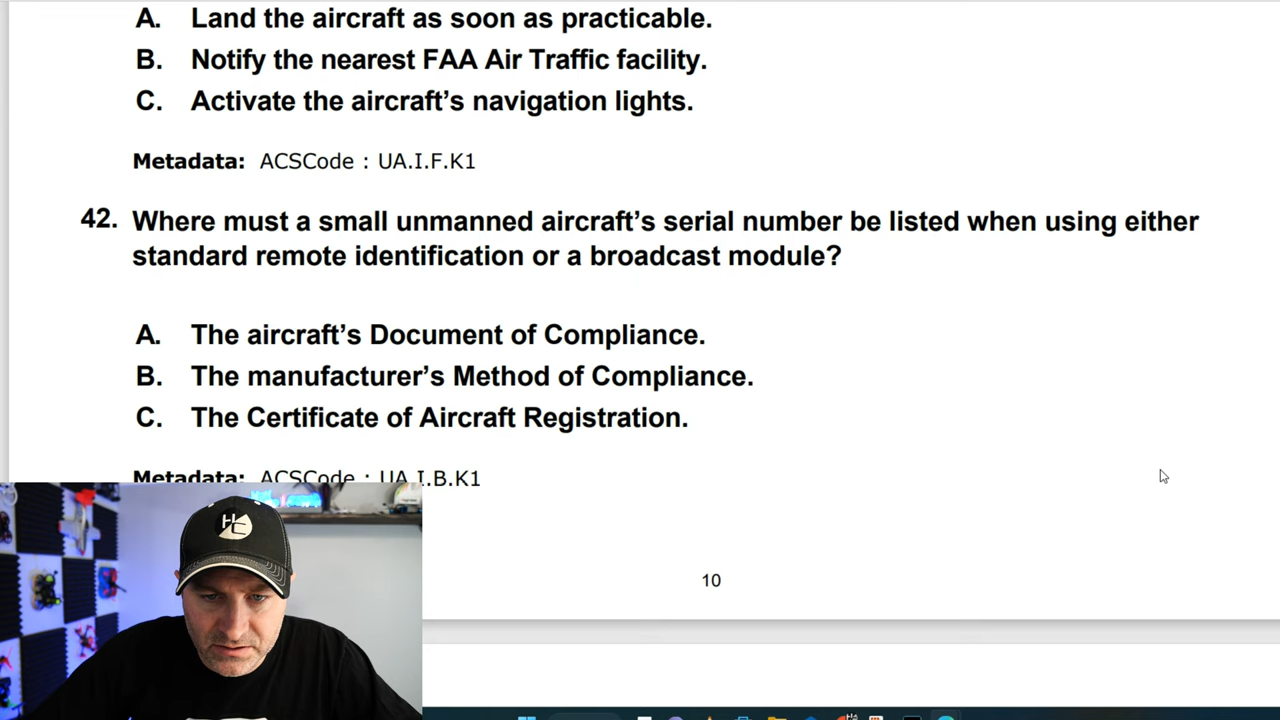 A. Land the aircraft as soon as practicable.
B. Notify the nearest FAA Air Traffic facility.
C. Activate the aircraft's navigation lights.
Metadata: ACSCode : UA.I.F.K1
42. Where must a small unmanned aircraft's serial number be listed when using either
standard remote identification or a broadcast module?
A. The aircraft's Document of Compliance.
B. The manufacturer's Method of Compliance.
C. The Certificate of Aircraft Registration.
Metadata: ACSCode : UA.I.B.K1
HC
10